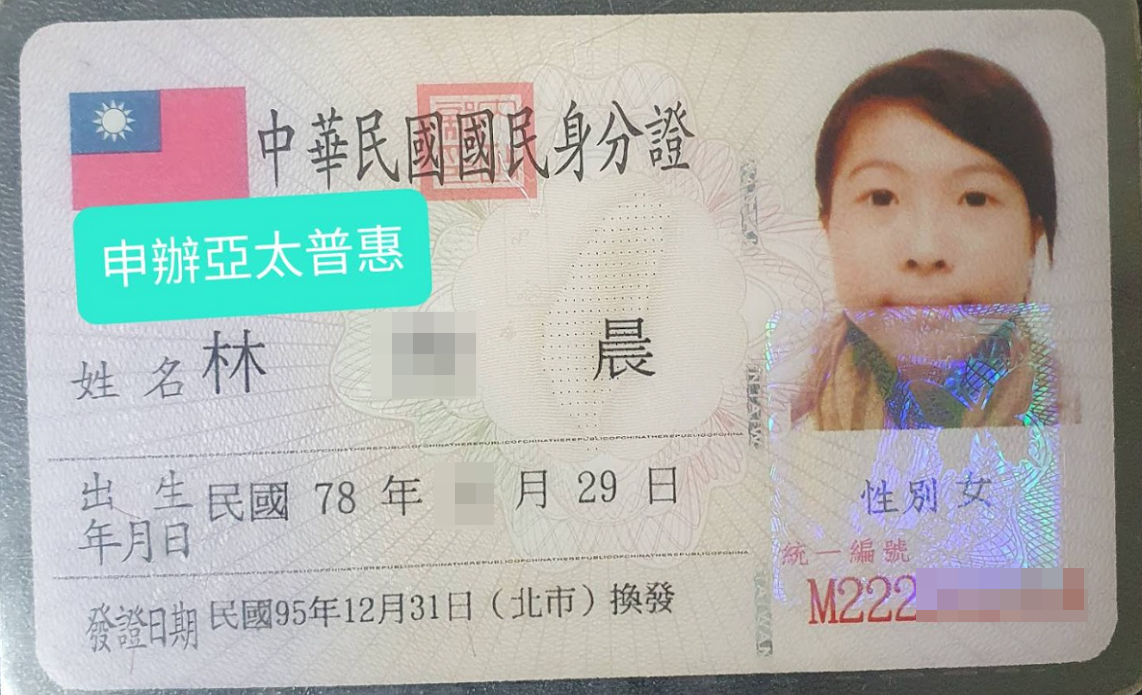 中華民國國民身分證
申辦亞太普惠
姓名 林 晨
出生年月日 民國 78 年 月 29 日
性別 女
統一編號
M222
發證日期 民國95年12月31日（北市）換發